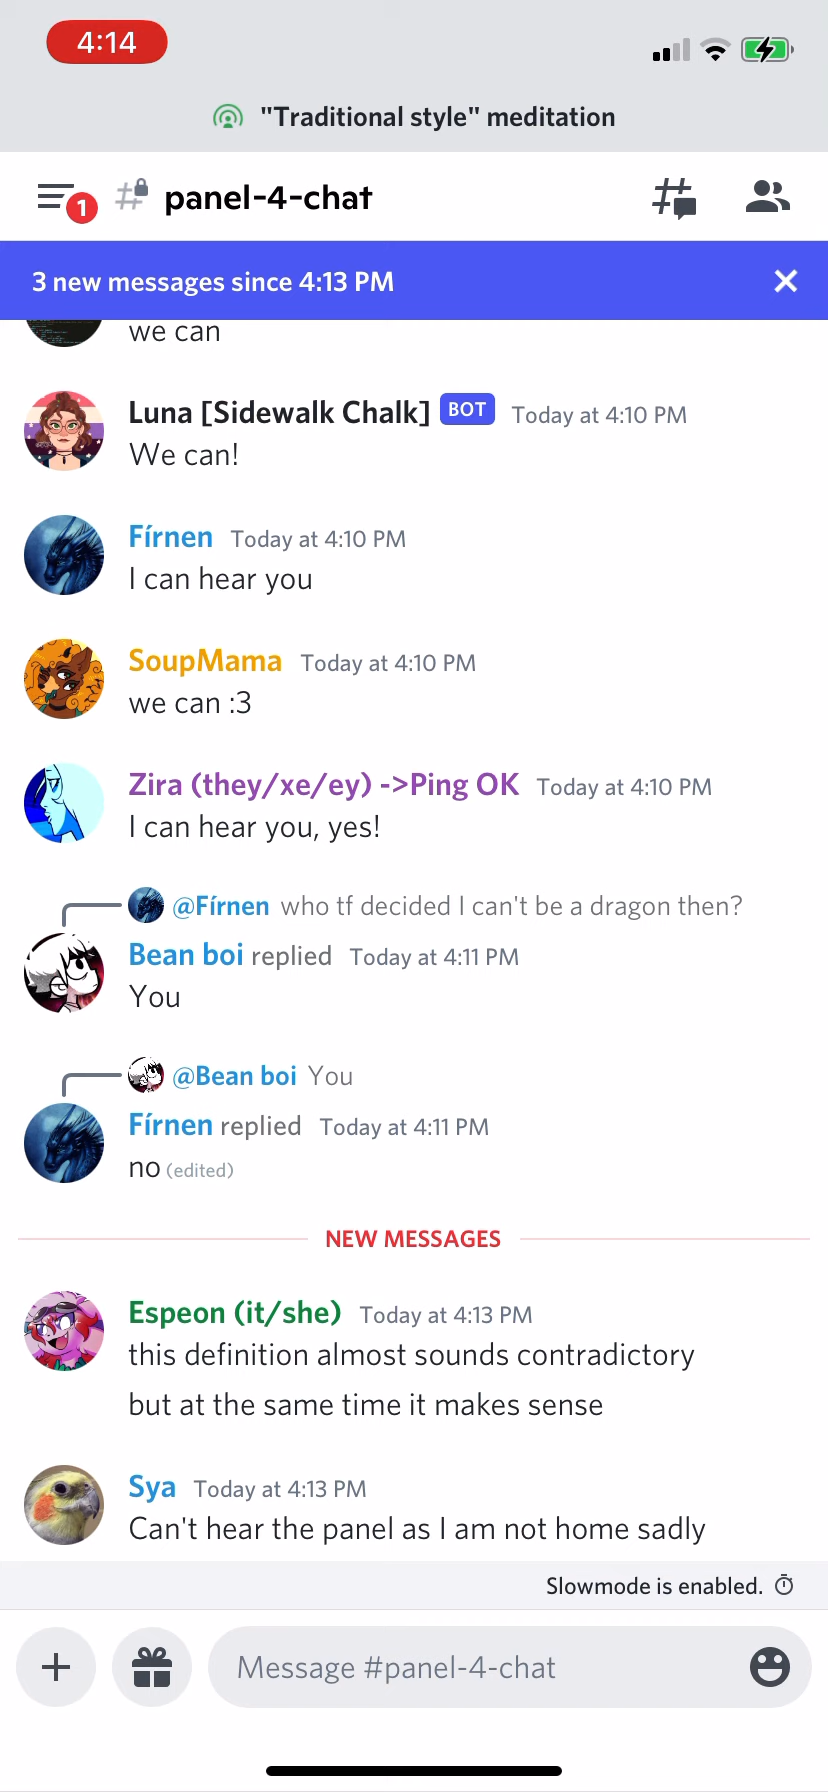 4:14
"Traditional style" meditation
1
panel-4-chat
3 new messages since 4:13 PM
we can
Luna [Sidewalk Chalk] BOT Today at 4:10 PM
We can!
Fírnen Today at 4:10 PM
I can hear you
SoupMama Today at 4:10 PM
we can :3
Zira (they/xe/ey) ->Ping OK Today at 4:10 PM
I can hear you, yes!
@Fírnen who tf decided I can't be a dragon then?
Bean boi replied Today at 4:11 PM
You
@Bean boi You
Fírnen replied Today at 4:11 PM
no (edited)
NEW MESSAGES
Espeon (it/she) Today at 4:13 PM
this definition almost sounds contradictory
but at the same time it makes sense
Sya Today at 4:13 PM
Can't hear the panel as I am not home sadly
Slowmode is enabled.
Message #panel-4-chat